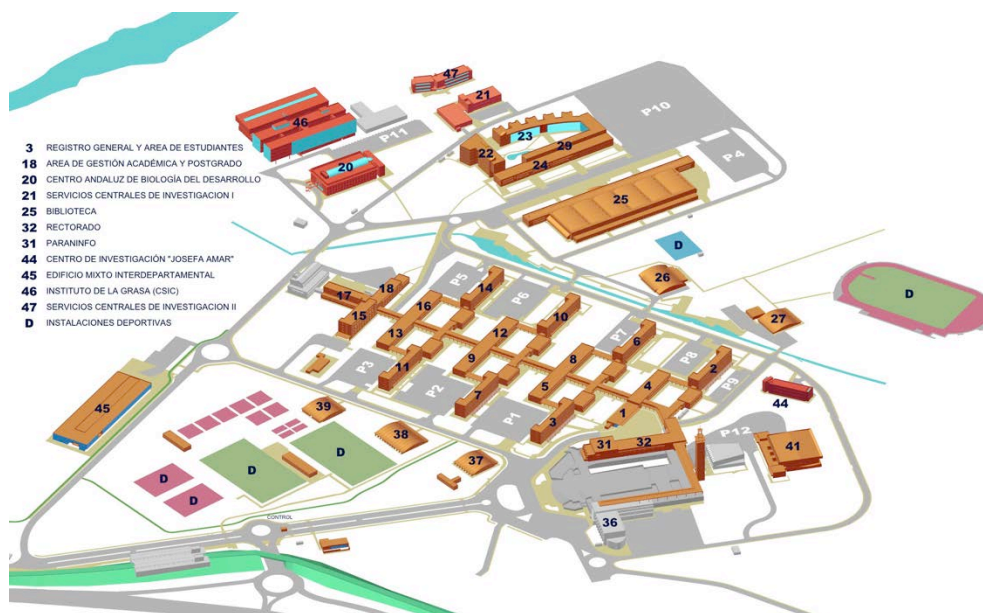 47
21
46
P11
P10
23
29
22
24
P4
20
25
3 REGISTRO GENERAL Y AREA DE ESTUDIANTES
18 AREA DE GESTIÓN ACADÉMICA Y POSTGRADO
20 CENTRO ANDALUZ DE BIOLOGÍA DEL DESARROLLO
21 SERVICIOS CENTRALES DE INVESTIGACION I
25 BIBLIOTECA
32 RECTORADO
31 PARANINFO
44 CENTRO DE INVESTIGACIÓN "JOSEFA AMAR"
45 EDIFICIO MIXTO INTERDEPARTAMENTAL
46 INSTITUTO DE LA GRASA (CSIC)
47 SERVICIOS CENTRALES DE INVESTIGACION II
D INSTALACIONES DEPORTIVAS
D
26
D
27
P5
14
18
17
16
P6
15
13
12
10
P7
6
P8
2
P9
P3
11
9
8
P2
7
5
4
44
P1
3
1
45
39
38
37
31
32
P12
41
D
D
D
D
36
CONTROL